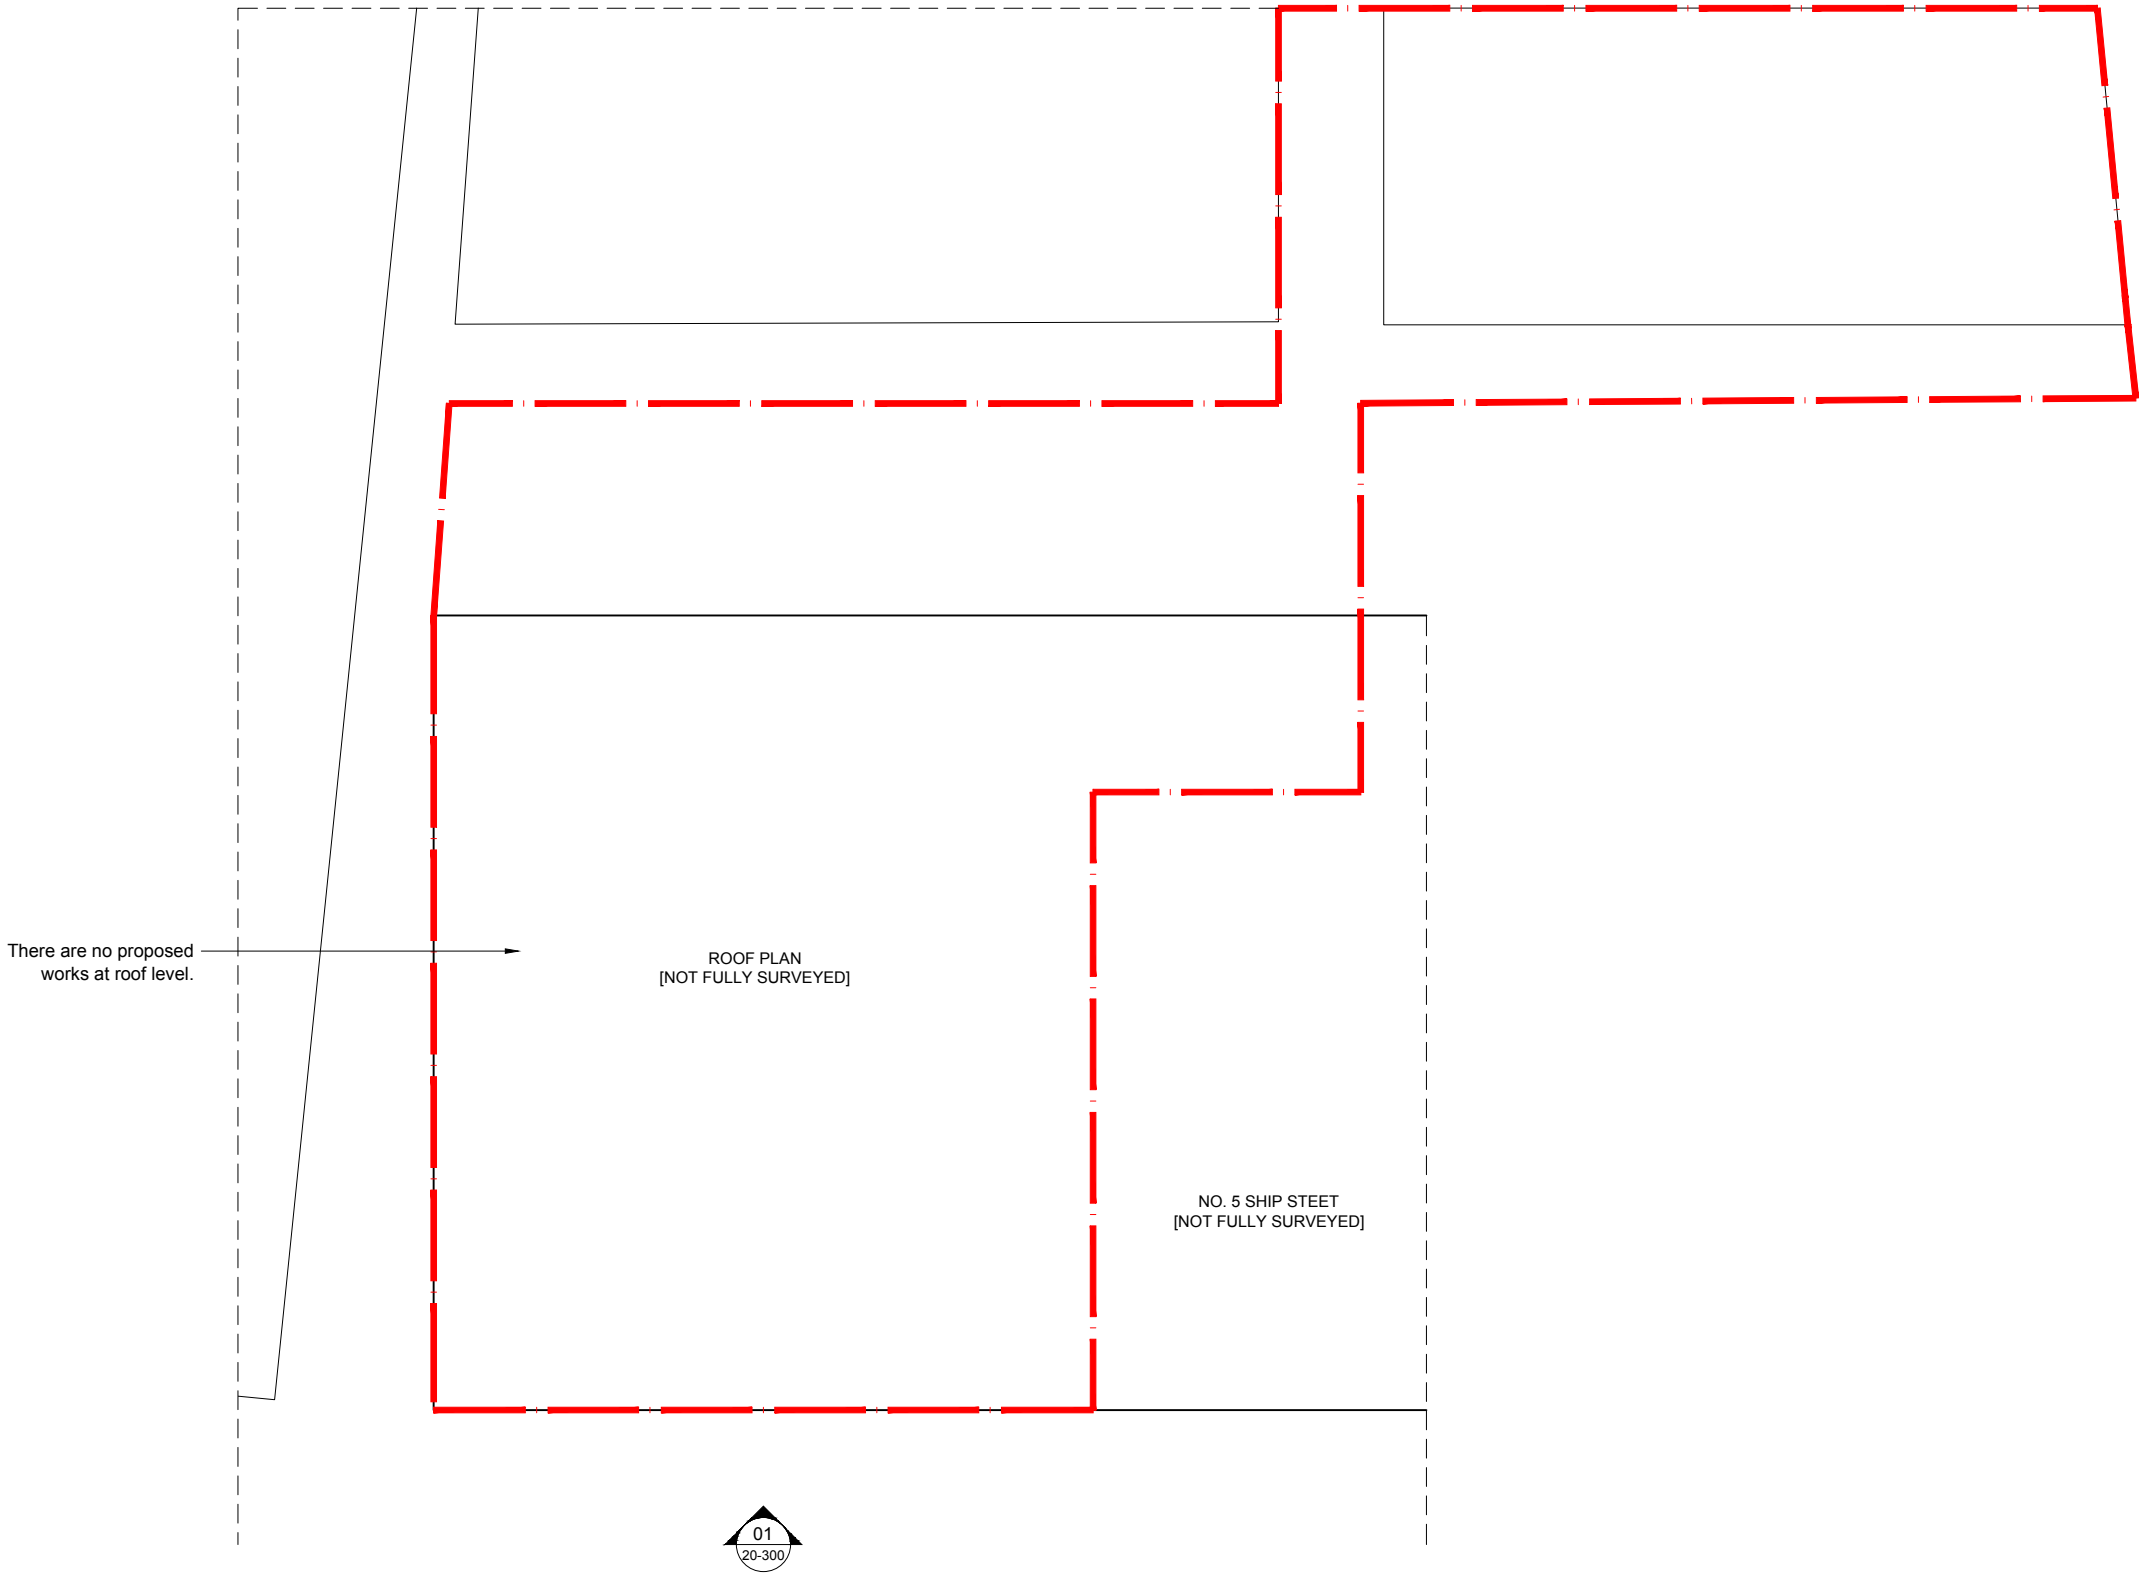 There are no proposed
works at roof level.
ROOF PLAN
[NOT FULLY SURVEYED]
NO. 5 SHIP STEET
[NOT FULLY SURVEYED]
01
20-300